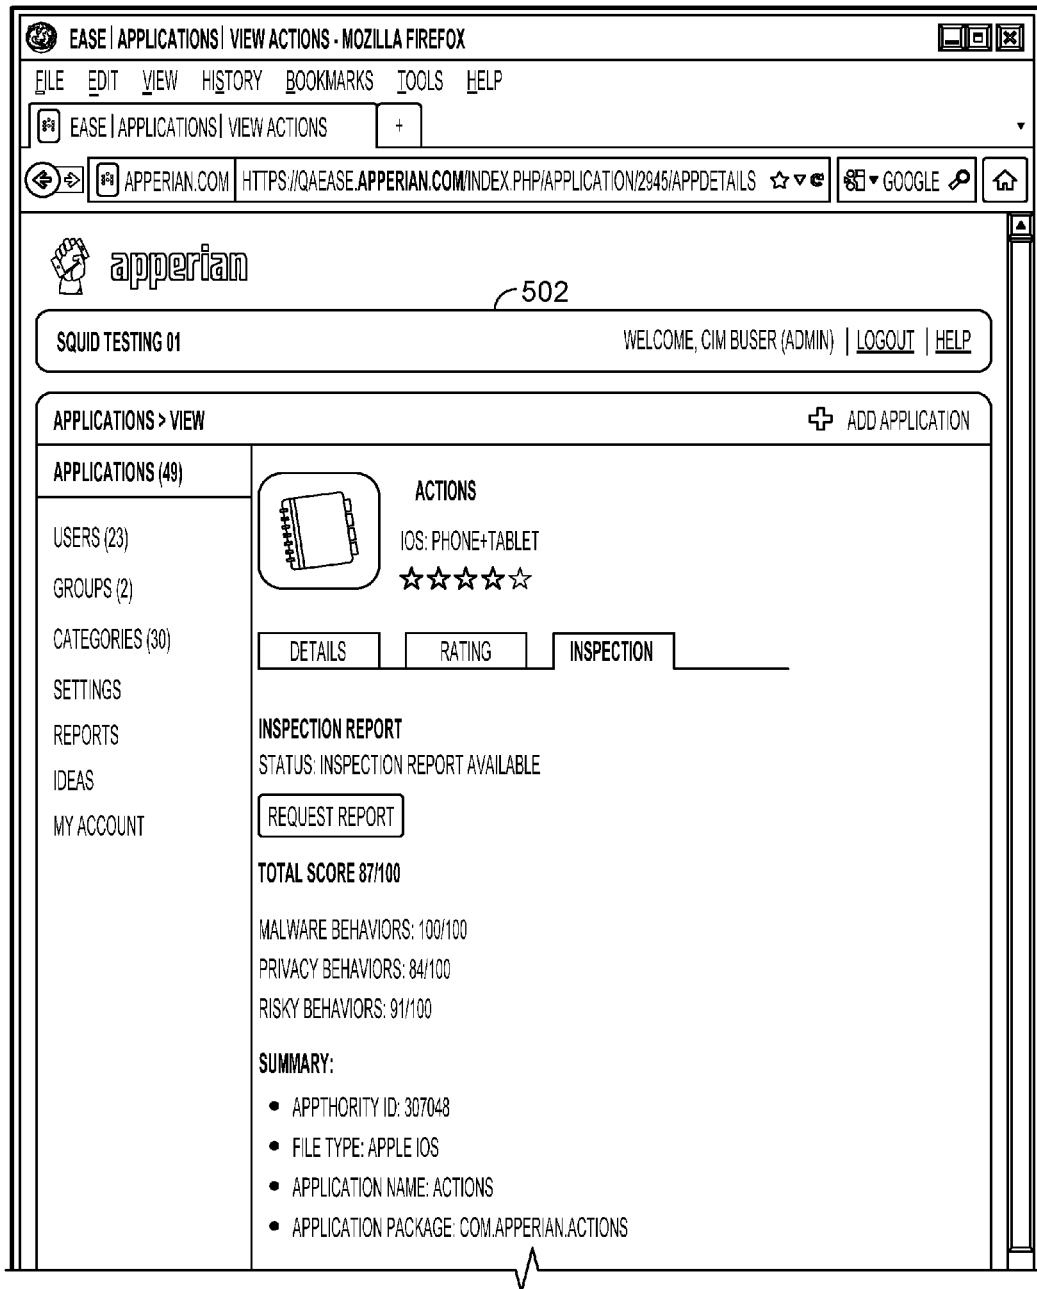 EASE | APPLICATIONS | VIEW ACTIONS - MOZILLA FIREFOX
FILE EDIT VIEW HISTORY BOOKMARKS TOOLS HELP
EASE | APPLICATIONS | VIEW ACTIONS +
APPERIAN.COM HTTPS://QAEASE.APPERIAN.COM/INDEX.PHP/APPLICATION/2945/APPDETAILS GOOGLE
apperian
502
SQUID TESTING 01 WELCOME, CIM BUSER (ADMIN) | LOGOUT | HELP
APPLICATIONS > VIEW ADD APPLICATION
APPLICATIONS (49)
USERS (23)
GROUPS (2)
CATEGORIES (30)
SETTINGS
REPORTS
IDEAS
MY ACCOUNT
ACTIONS
IOS: PHONE+TABLET
DETAILS RATING INSPECTION
INSPECTION REPORT
STATUS: INSPECTION REPORT AVAILABLE
REQUEST REPORT
TOTAL SCORE 87/100
MALWARE BEHAVIORS: 100/100
PRIVACY BEHAVIORS: 84/100
RISKY BEHAVIORS: 91/100
SUMMARY:
• APPTHORITY ID: 307048
• FILE TYPE: APPLE IOS
• APPLICATION NAME: ACTIONS
• APPLICATION PACKAGE: COM.APPERIAN.ACTIONS